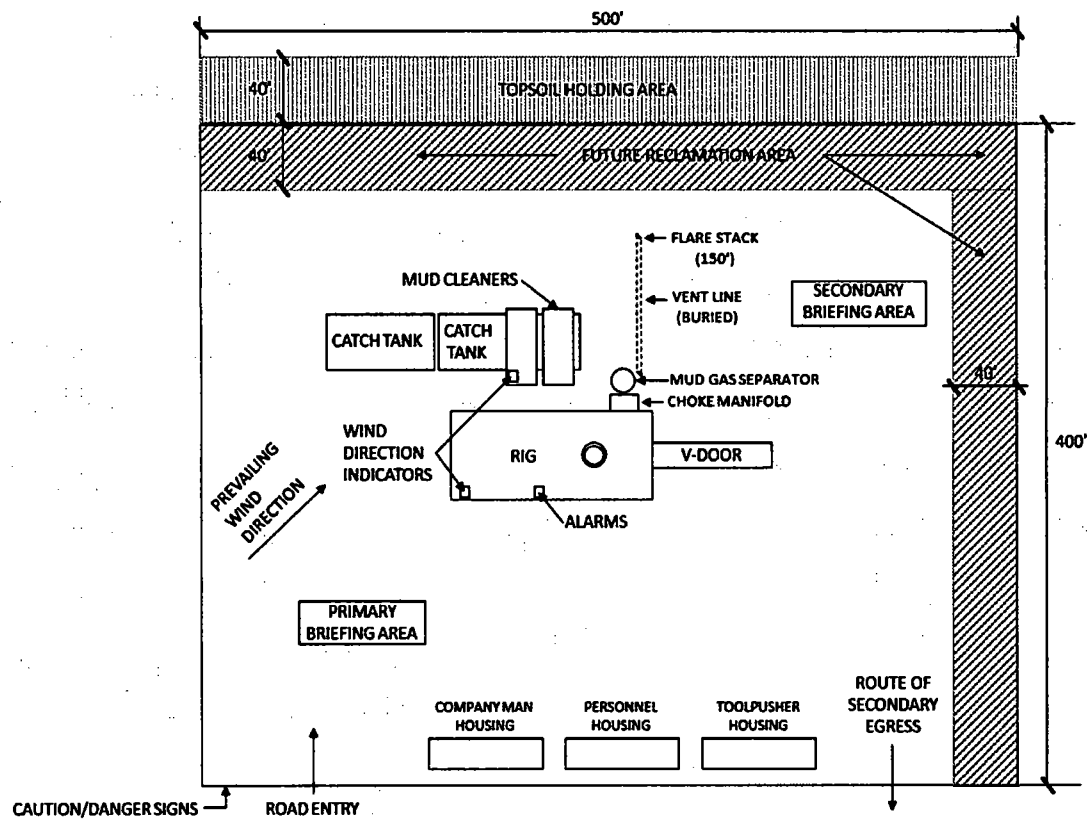 500'
40'
TOPSOIL HOLDING AREA
40'
FUTURE RECLAMATION AREA
FLARE STACK
(150')
MUD CLEANERS
VENT LINE
(BURIED)
SECONDARY
BRIEFING AREA
CATCH TANK
CATCH
TANK
MUD GAS SEPARATOR
40'
CHOKE MANIFOLD
WIND
DIRECTION
INDICATORS
RIG
V-DOOR
400'
PREVAILING
WIND
DIRECTION
ALARMS
PRIMARY
BRIEFING AREA
COMPANY MAN
HOUSING
PERSONNEL
HOUSING
TOOLPUSHER
HOUSING
ROUTE OF
SECONDARY
EGRESS
CAUTION/DANGER SIGNS
ROAD ENTRY